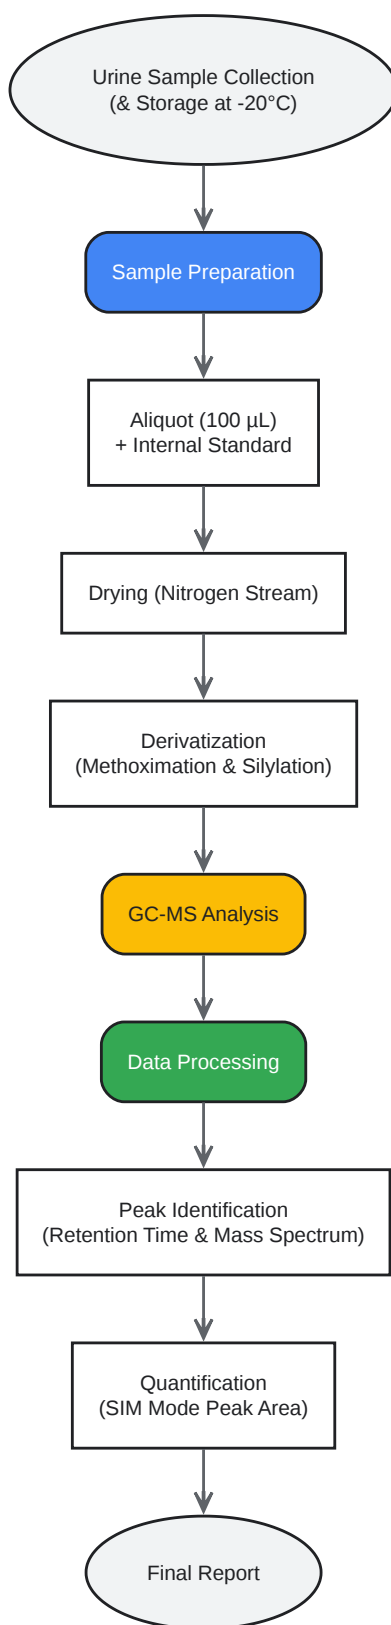 Urine Sample Collection
(& Storage at -20°C)
Sample Preparation
Aliquot (100 µL)
+ Internal Standard
Drying (Nitrogen Stream)
Derivatization
(Methoximation & Silylation)
GC-MS Analysis
Data Processing
Peak Identification
(Retention Time & Mass Spectrum)
Quantification
(SIM Mode Peak Area)
Final Report